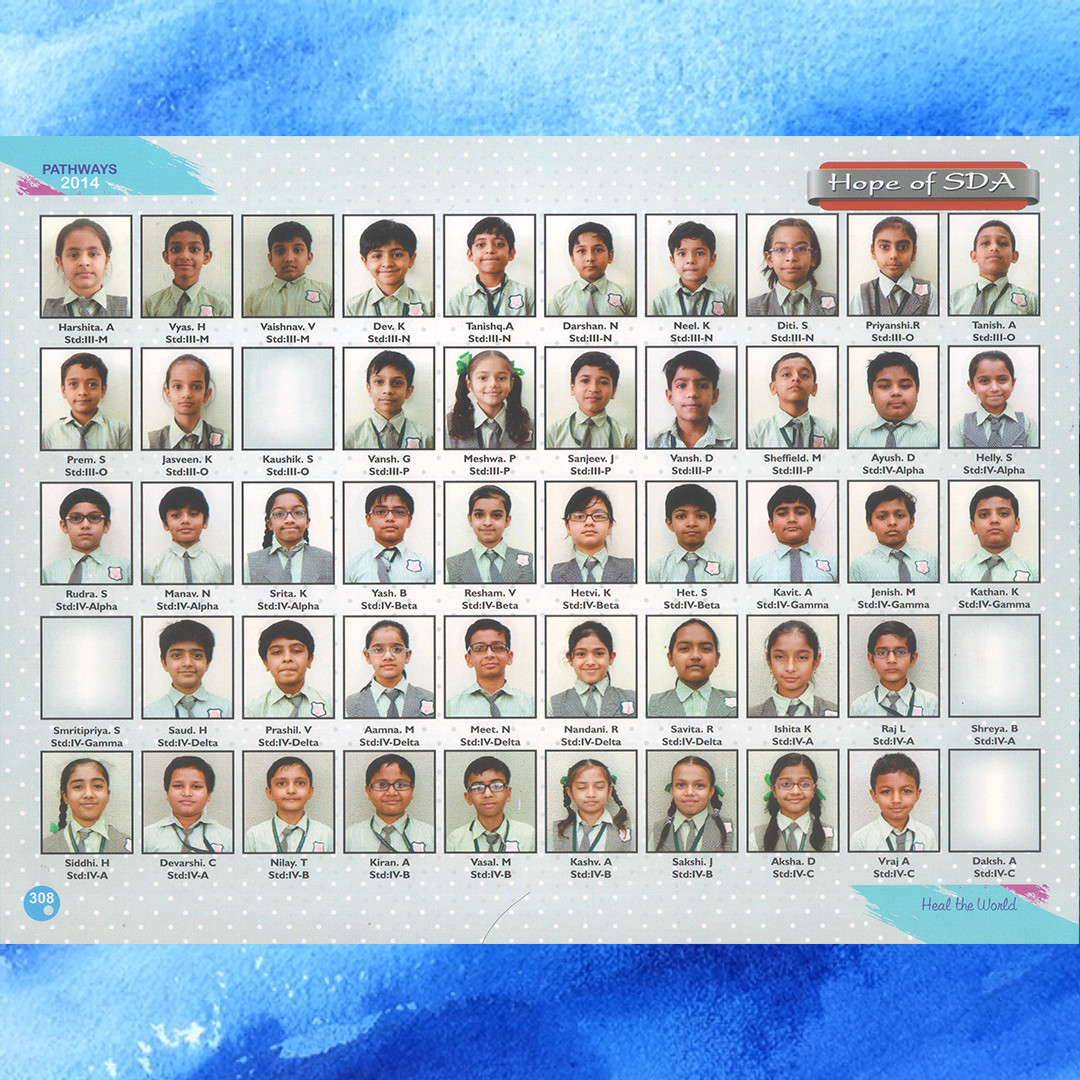 PATHWAYS
2014
Hope of SDA
Harshita. A
Std:III-M
Vyas. H
Std:III-M
Vaishnav. V
Std:III-M
Dev. K
Std:III-N
Tanishq.A
Std:III-N
Darshan. N
Std:III-N
Neel. K
Std:III-N
Diti. S
Std:III-N
Priyanshi.R
Std:III-O
Tanish. A
Std:III-O
Prem. S
Std:III-O
Jasveen. K
Std:III-O
Kaushik. S
Std:III-O
Vansh. G
Std:III-P
Meshwa. P
Std:III-P
Sanjeev. J
Std:III-P
Vansh. D
Std:III-P
Sheffield. M
Std:III-P
Ayush. D
Std:IV-Alpha
Helly. S
Std:IV-Alpha
Rudra. S
Std:IV-Alpha
Manav. N
Std:IV-Alpha
Srita. K
Std:IV-Alpha
Yash. B
Std:IV-Beta
Resham. V
Std:IV-Beta
Hetvi. K
Std:IV-Beta
Het. S
Std:IV-Beta
Kavit. A
Std:IV-Gamma
Jenish. M
Std:IV-Gamma
Kathan. K
Std:IV-Gamma
Smritipriya. S
Std:IV-Gamma
Saud. H
Std:IV-Delta
Prashil. V
Std:IV-Delta
Aamna. M
Std:IV-Delta
Meet. N
Std:IV-Delta
Nandani. R
Std:IV-Delta
Savita. R
Std:IV-Delta
Ishita K
Std:IV-A
Raj L
Std:IV-A
Shreya. B
Std:IV-A
Siddhi. H
Std:IV-A
Devarshi. C
Std:IV-A
Nilay. T
Std:IV-B
Kiran. A
Std:IV-B
Vasal. M
Std:IV-B
Kashv. A
Std:IV-B
Sakshi. J
Std:IV-B
Aksha. D
Std:IV-C
Vraj A
Std:IV-C
Daksh. A
Std:IV-C
308
Heal the World